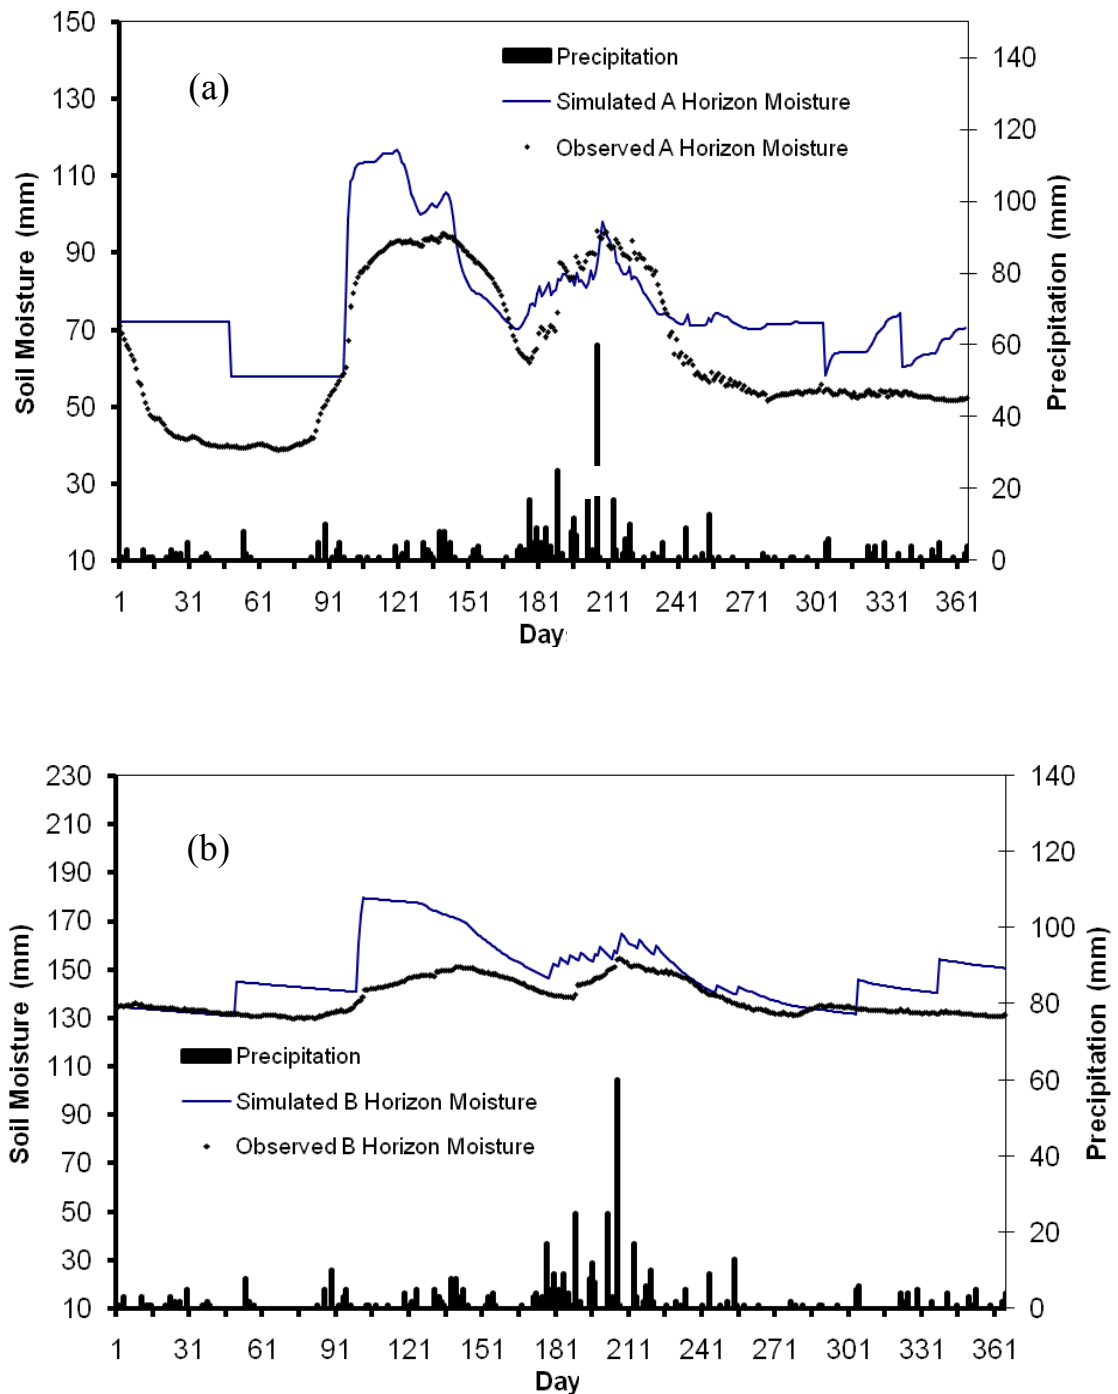 150
130
110
90
70
50
30
10
Soil Moisture (mm)
(a)
Precipitation
Simulated A Horizon Moisture
Observed A Horizon Moisture
140
120
100
80
60
40
20
0
Precipitation (mm)
1 31 61 91 121 151 181 211 241 271 301 331 361
Days
230
210
190
170
150
130
110
90
70
50
30
10
Soil Moisture (mm)
(b)
Precipitation
Simulated B Horizon Moisture
Observed B Horizon Moisture
140
120
100
80
60
40
20
0
Precipitation (mm)
1 31 61 91 121 151 181 211 241 271 301 331 361
Day